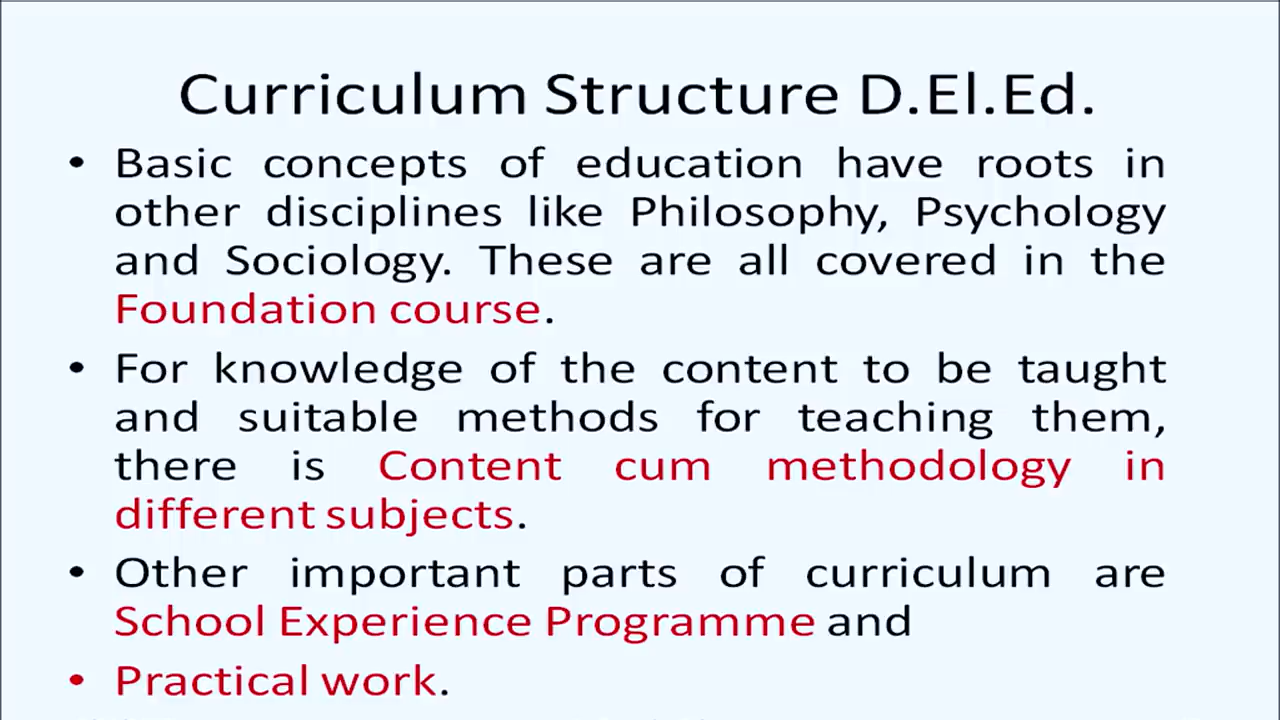 Curriculum Structure D.El.Ed.
• Basic concepts of education have roots in
other disciplines like Philosophy, Psychology
and Sociology. These are all covered in the
Foundation course.
• For knowledge of the content to be taught
and suitable methods for teaching them,
there is Content cum methodology in
different subjects.
• Other important parts of curriculum are
School Experience Programme and
• Practical work.